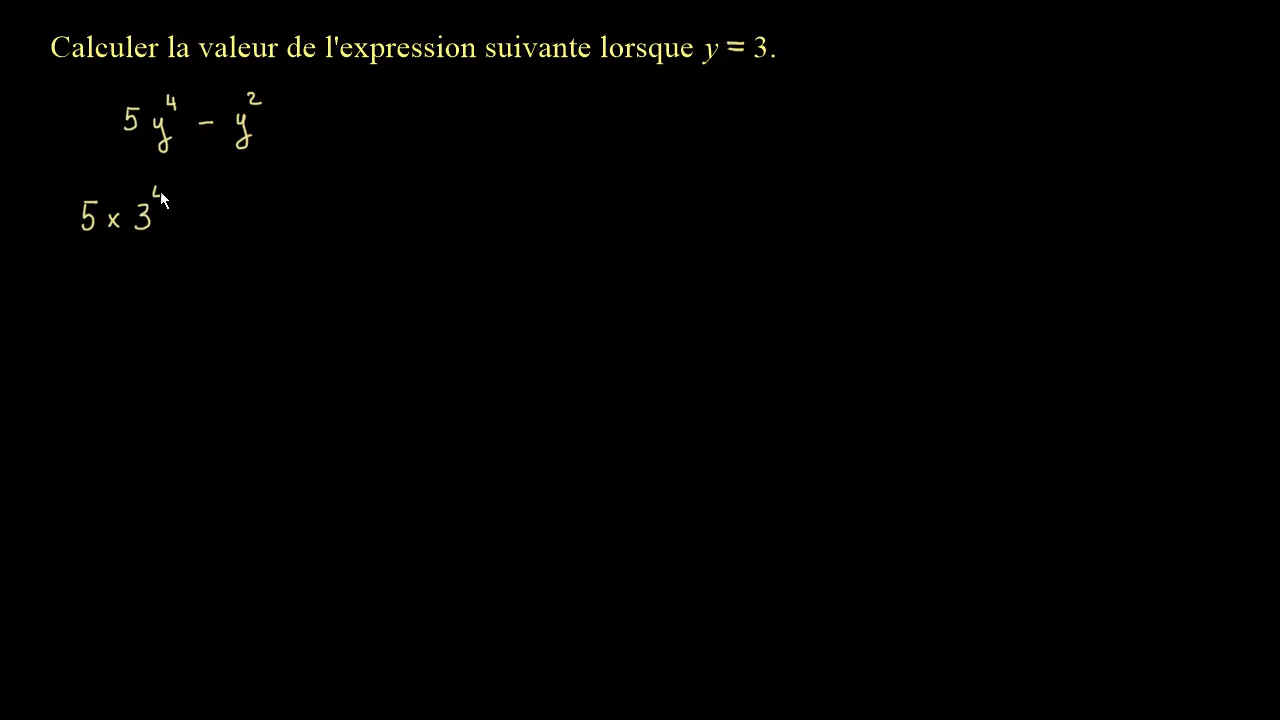 Calculer la valeur de l'expression suivante lorsque y = 3.
5 y⁴ - y²
5 × 3⁴